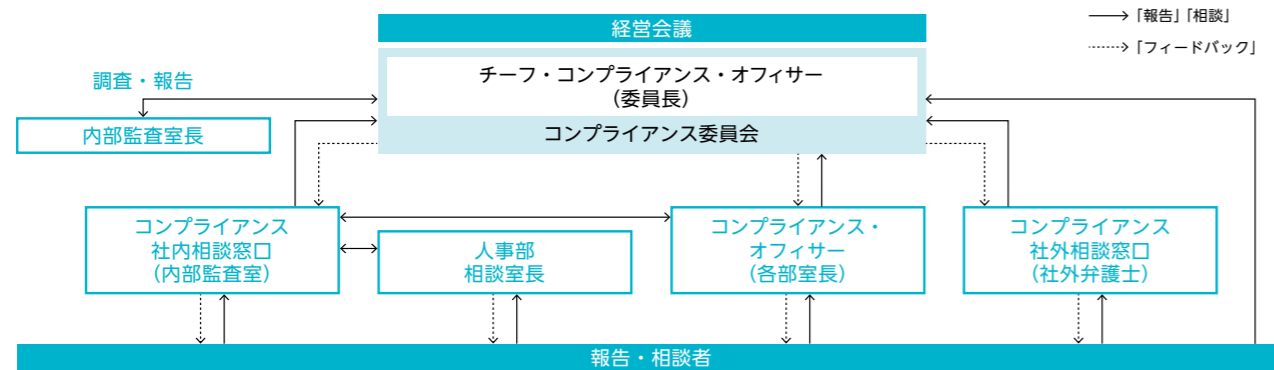 経営会議
「報告」「相談」
「フィードバック」
チーフ・コンプライアンス・オフィサー
（委員長）
コンプライアンス委員会
調査・報告
内部監査室長
コンプライアンス
社内相談窓口
（内部監査室）
人事部
相談室長
コンプライアンス・
オフィサー
（各部室長）
コンプライアンス
社外相談窓口
（社外弁護士）
報告・相談者